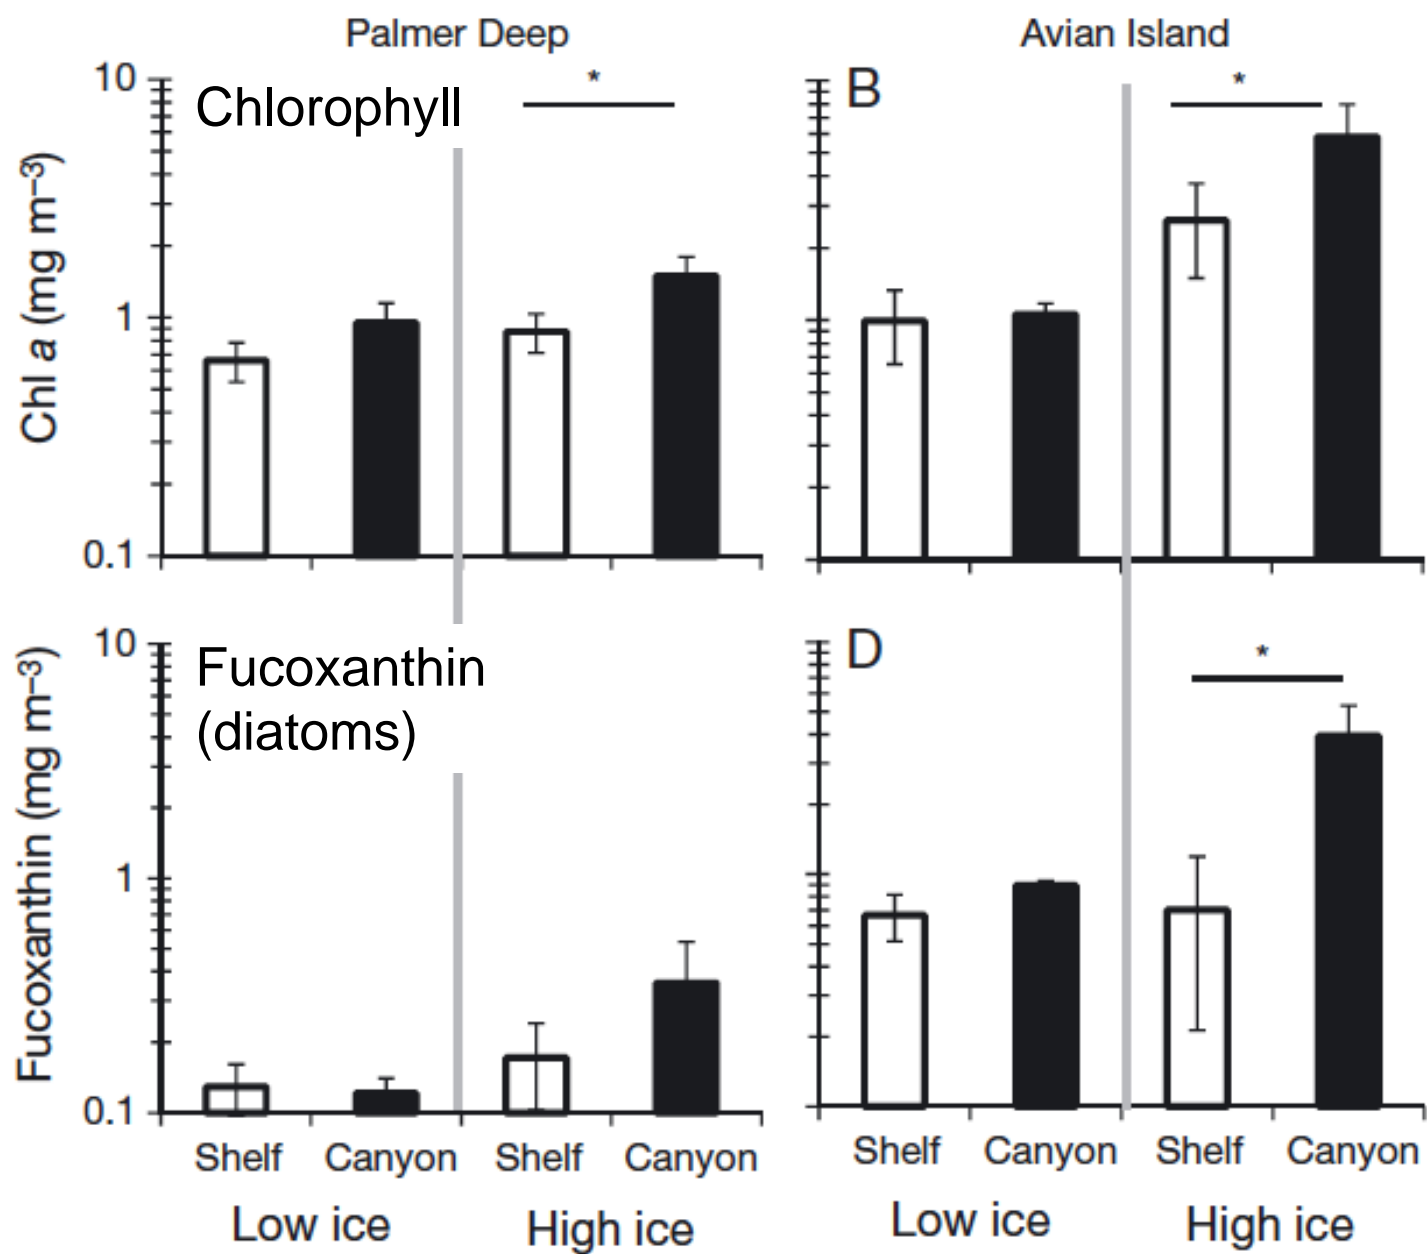 Palmer Deep
Avian Island
10
Chlorophyll
*
B
*
Chl a (mg m⁻³)
1
0.1
10
Fucoxanthin
(diatoms)
D
*
Fucoxanthin (mg m⁻³)
1
0.1
Shelf Canyon Shelf Canyon
Shelf Canyon Shelf Canyon
Low ice High ice
Low ice High ice